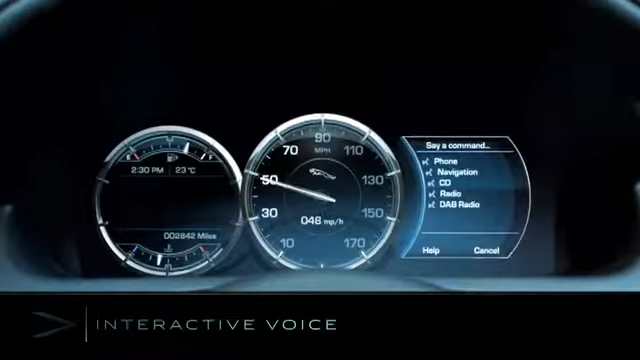 E F
2:30 PM 23°C
002842 Miles
90
MPH
70 110
50 130
30 150
048 mp/h
10 170
Say a command...
Phone
Navigation
CD
Radio
DAB Radio
Help Cancel
INTERACTIVE VOICE